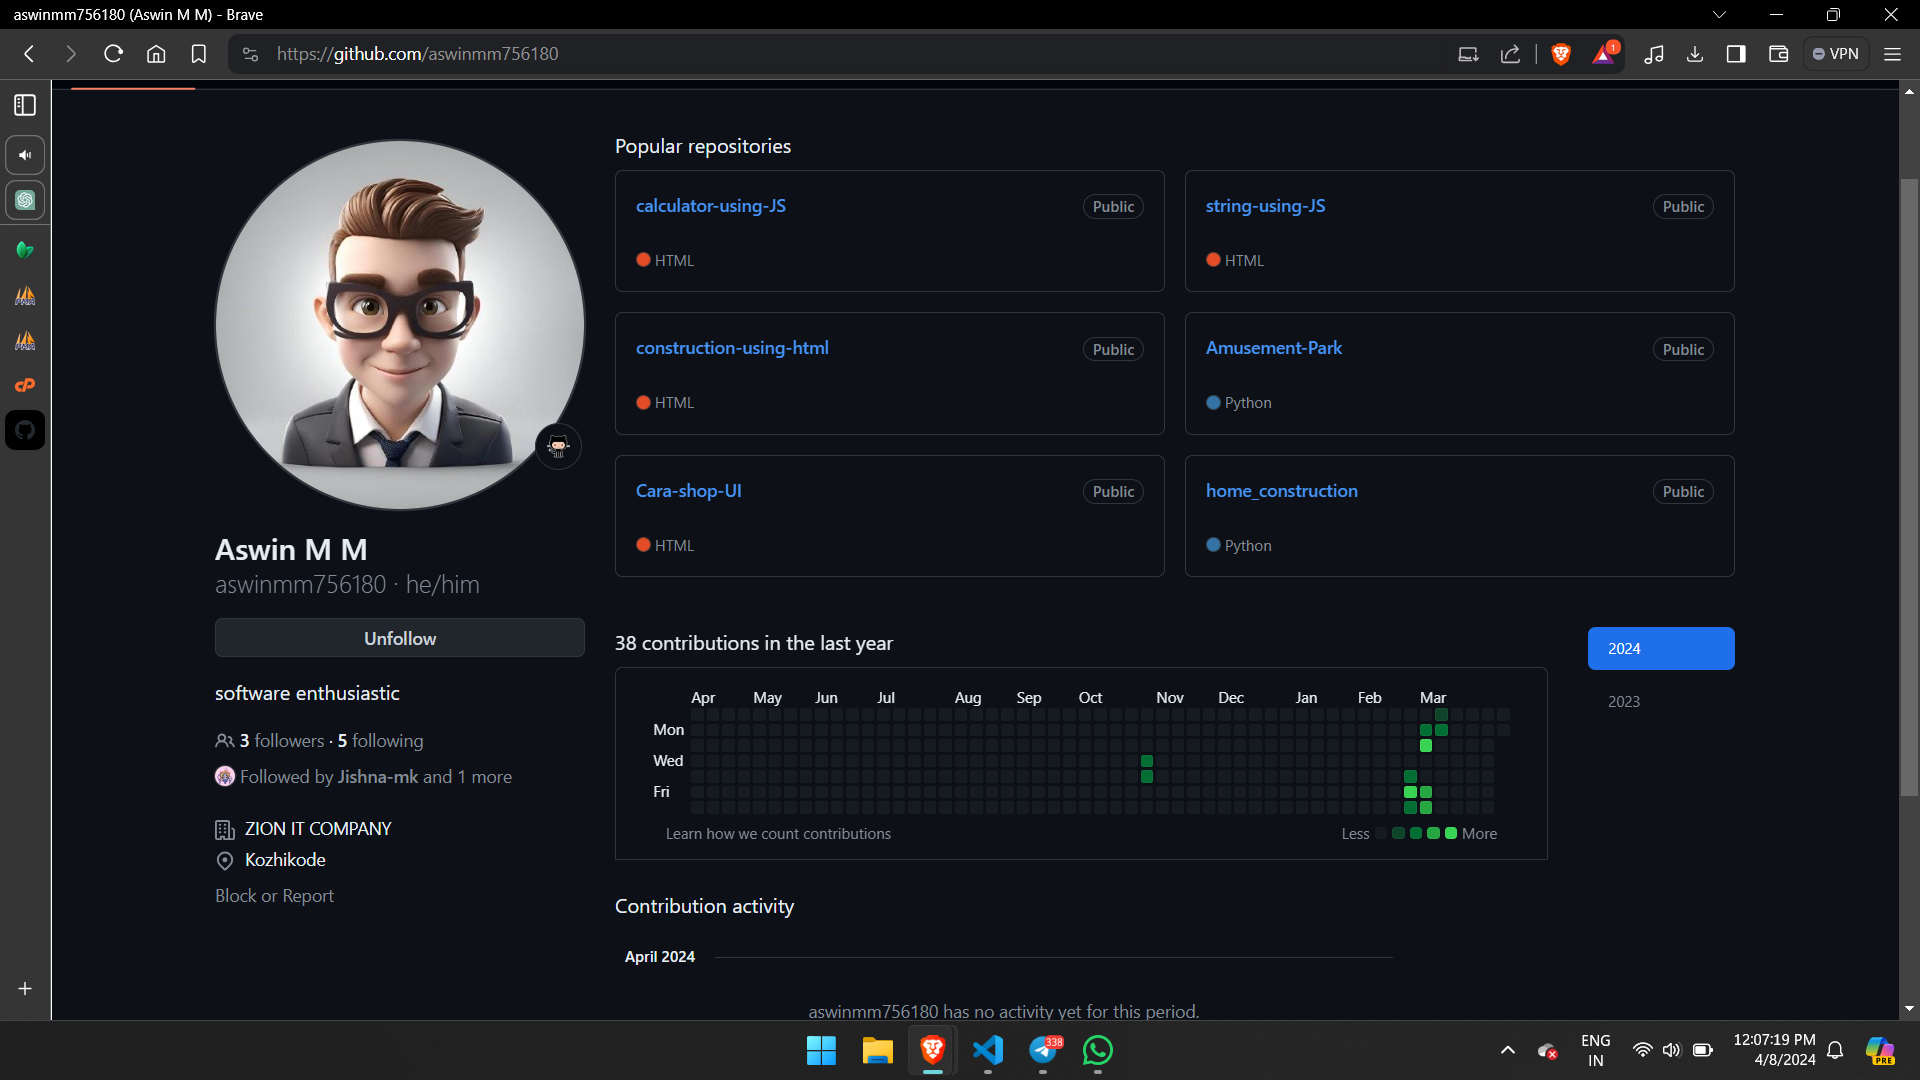 aswinmm756180 (Aswin M M) - Brave
https://github.com/aswinmm756180
1
VPN
Popular repositories
calculator-using-JS Public
HTML
string-using-JS Public
HTML
construction-using-html Public
HTML
Amusement-Park Public
Python
Cara-shop-UI Public
HTML
home_construction Public
Python
Aswin M M
aswinmm756180 · he/him
Unfollow
software enthusiastic
3 followers · 5 following
Followed by Jishna-mk and 1 more
ZION IT COMPANY
Kozhikode
Block or Report
38 contributions in the last year
2024
2023
Apr May Jun Jul Aug Sep Oct Nov Dec Jan Feb Mar
Mon
Wed
Fri
Learn how we count contributions
Less More
Contribution activity
April 2024
aswinmm756180 has no activity yet for this period.
338
ENG
IN
12:07:19 PM
4/8/2024
PRE